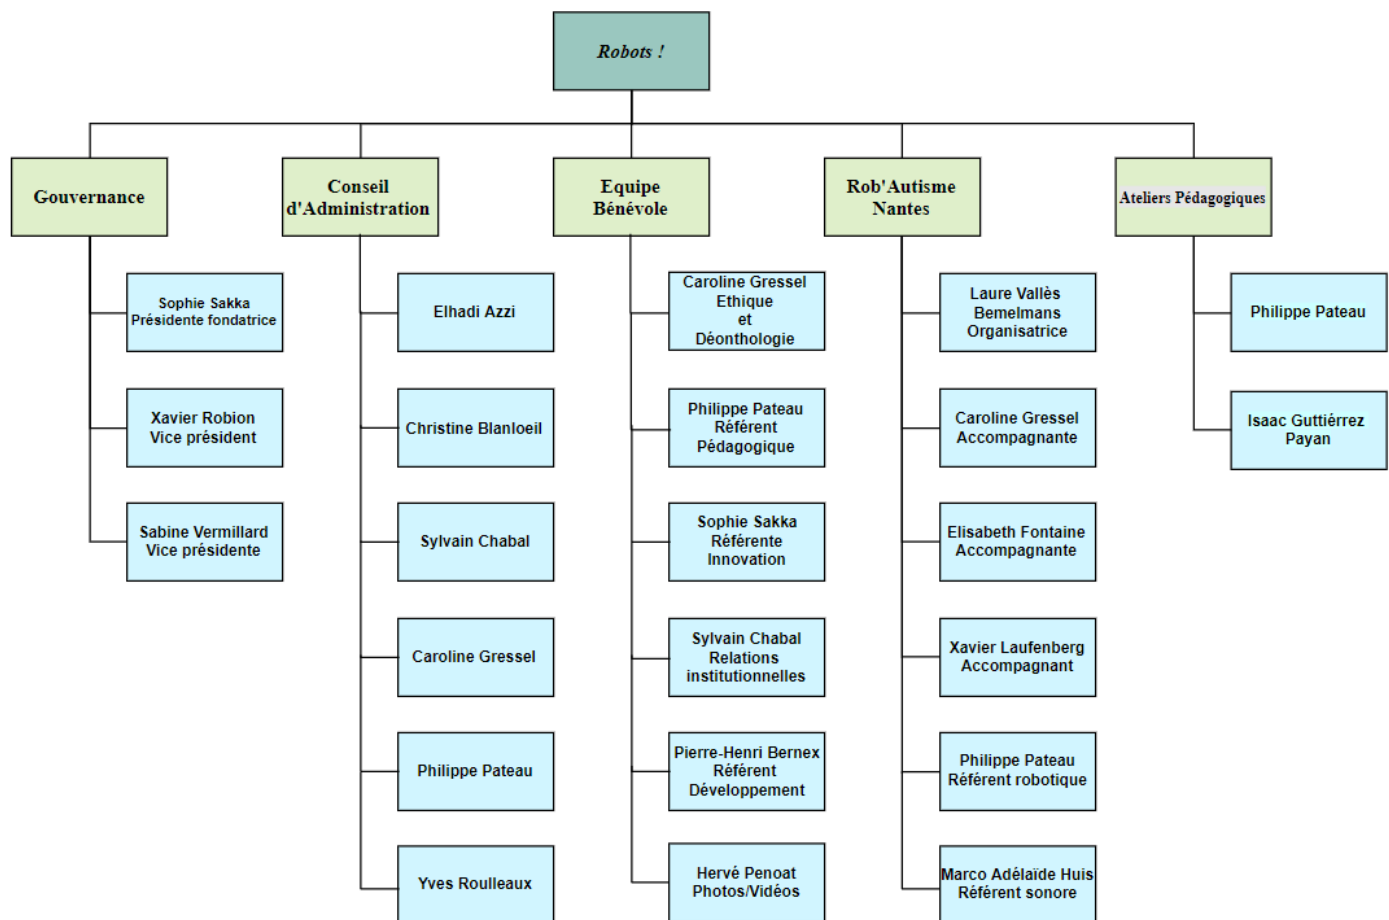 Robots !
Gouvernance
Conseil
d'Administration
Equipe
Bénévole
Rob'Autisme
Nantes
Ateliers Pédagogiques
Sophie Sakka
Présidente fondatrice
Xavier Robion
Vice président
Sabine Vermillard
Vice présidente
Elhadi Azzi
Christine Blanloeil
Sylvain Chabal
Caroline Gressel
Philippe Pateau
Yves Roulleaux
Caroline Gressel
Ethique
et
Déonthologie
Philippe Pateau
Référent
Pédagogique
Sophie Sakka
Référente
Innovation
Sylvain Chabal
Relations
institutionnelles
Pierre-Henri Bernex
Référent
Développement
Hervé Penoat
Photos/Vidéos
Laure Vallès
Bemelmans
Organisatrice
Caroline Gressel
Accompagnante
Elisabeth Fontaine
Accompagnante
Xavier Laufenberg
Accompagnant
Philippe Pateau
Référent robotique
Marco Adélaïde Huis
Référent sonore
Philippe Pateau
Isaac Guttiérrez
Payan